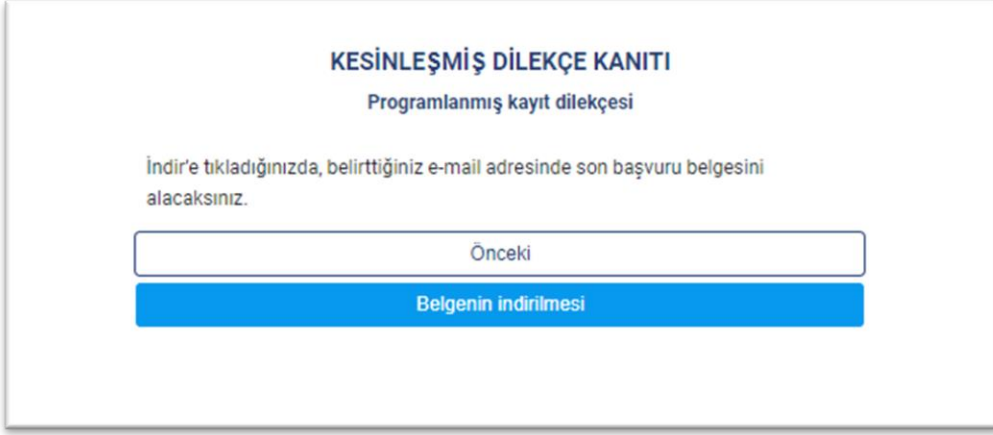 KESİNLEŞMİŞ DİLEKÇE KANITI
Programlanmış kayıt dilekçesi
İndir'e tıkladığınızda, belirttiğiniz e-mail adresinde son başvuru belgesini
alacaksınız.
Önceki
Belgenin indirilmesi